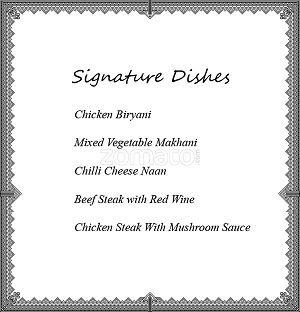 Signature Dishes
Chicken Biryani
Mixed Vegetable Makhani
zomato
Chilli Cheese Naan
Beef Steak with Red Wine
Chicken Steak With Mushroom Sauce